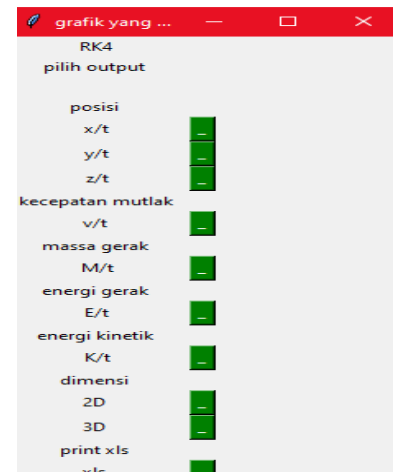 grafik yang ...
RK4
pilih output
posisi
x/t _
y/t _
z/t _
kecepatan mutlak
v/t _
massa gerak
M/t _
energi gerak
E/t _
energi kinetik
K/t _
dimensi
2D _
3D _
print xls
xls